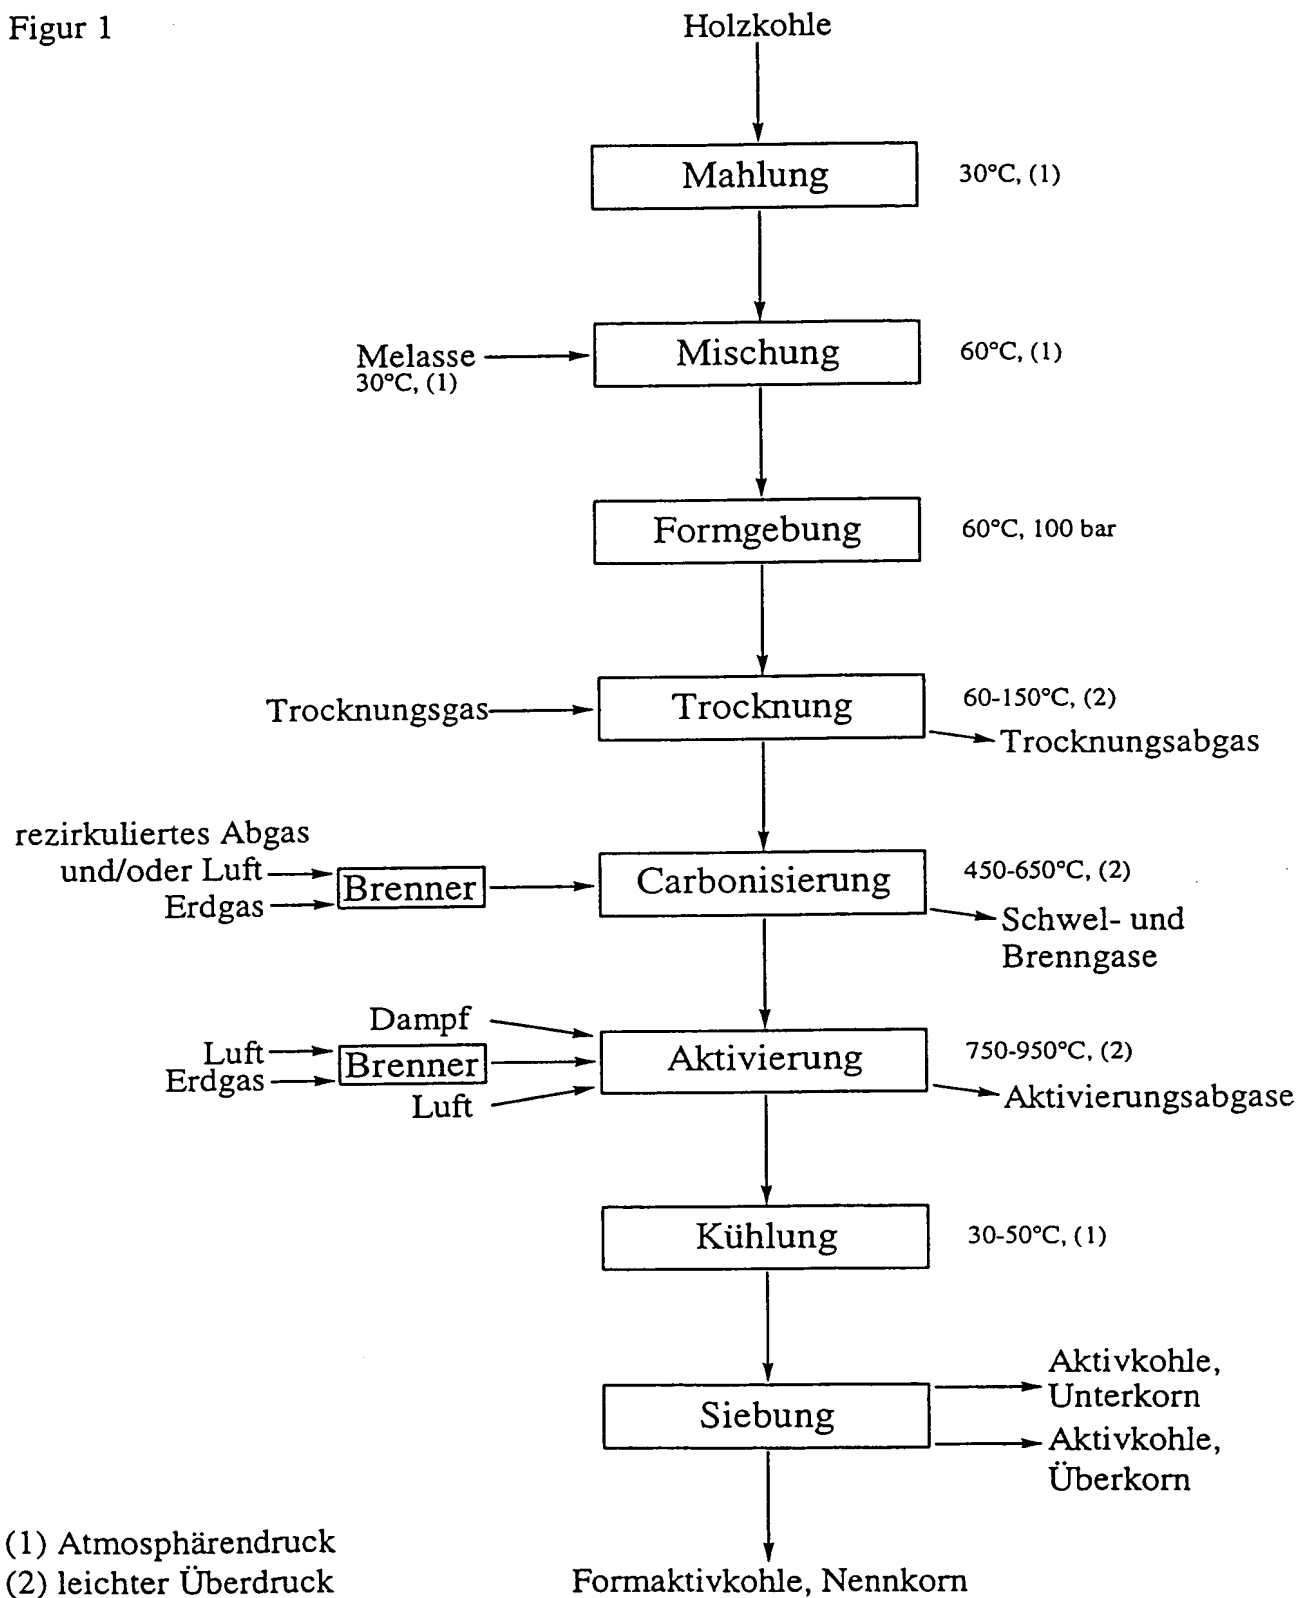 Figur 1
Holzkohle
Mahlung
30°C, (1)
Melasse
30°C, (1)
Mischung
60°C, (1)
Formgebung
60°C, 100 bar
Trocknungsgas
Trocknung
60-150°C, (2)
Trocknungsabgas
rezirkuliertes Abgas
und/oder Luft
Erdgas
Brenner
Carbonisierung
450-650°C, (2)
Schwel- und
Brenngase
Dampf
Luft
Erdgas
Brenner
Luft
Aktivierung
750-950°C, (2)
Aktivierungsabgase
Kühlung
30-50°C, (1)
Siebung
Aktivkohle,
Unterkorn
Aktivkohle,
Überkorn
(1) Atmosphärendruck
(2) leichter Überdruck
Formaktivkohle, Nennkorn